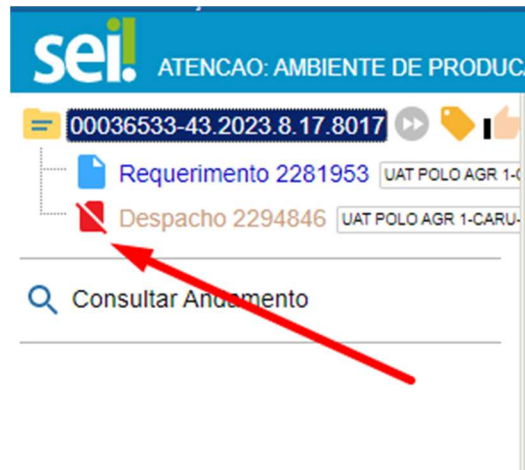 sei! ATENCAO: AMBIENTE DE PRODUC
00036533-43.2023.8.17.8017
Requerimento 2281953 UAT POLO AGR 1-
Despacho 2294846 UAT POLO AGR 1-CARU-
Consultar Andamento